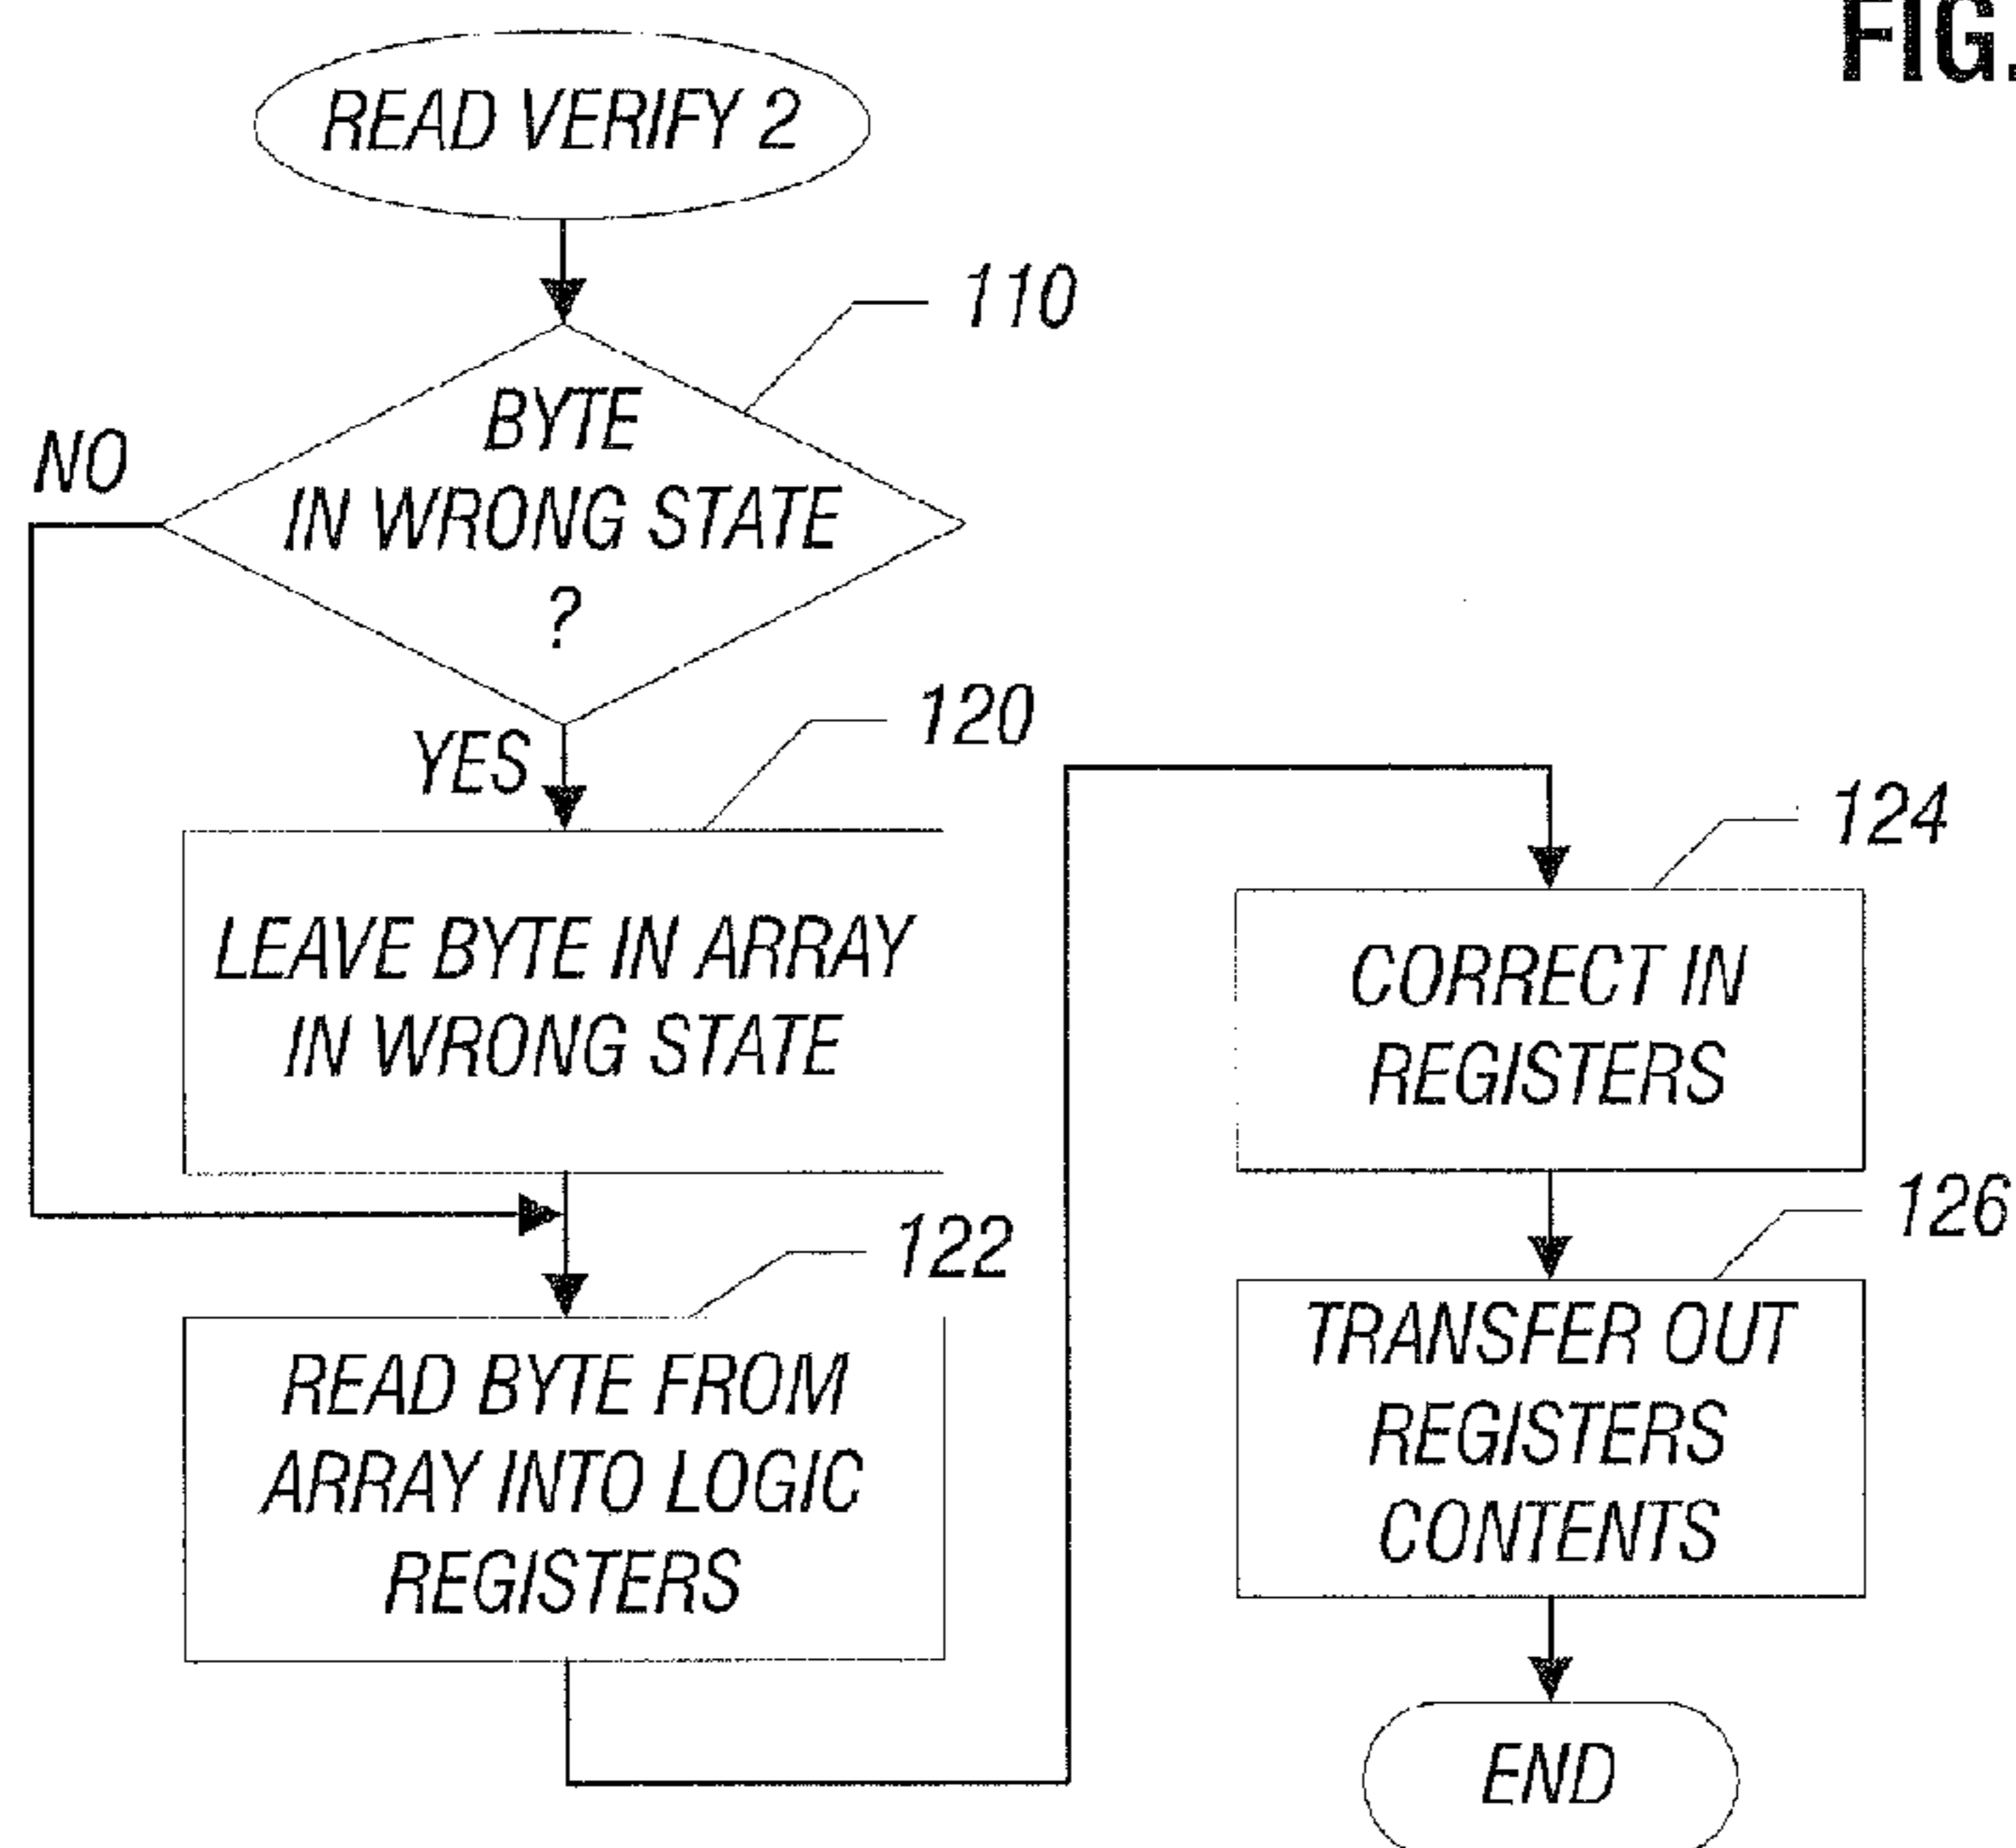 FIG.
READ VERIFY 2
110
BYTE
IN WRONG STATE
?
NO
YES
120
LEAVE BYTE IN ARRAY
IN WRONG STATE
122
READ BYTE FROM
ARRAY INTO LOGIC
REGISTERS
124
CORRECT IN
REGISTERS
126
TRANSFER OUT
REGISTERS
CONTENTS
END